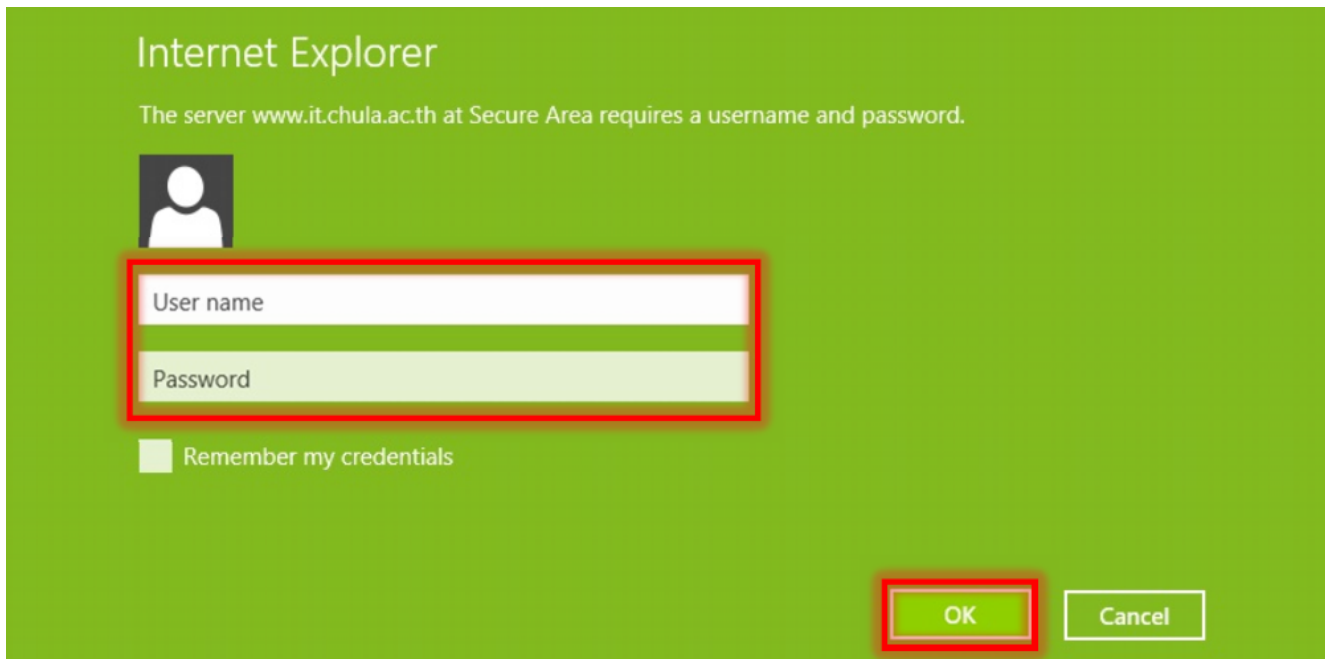 Internet Explorer
The server www.it.chula.ac.th at Secure Area requires a username and password.
User name
Password
Remember my credentials
OK
Cancel